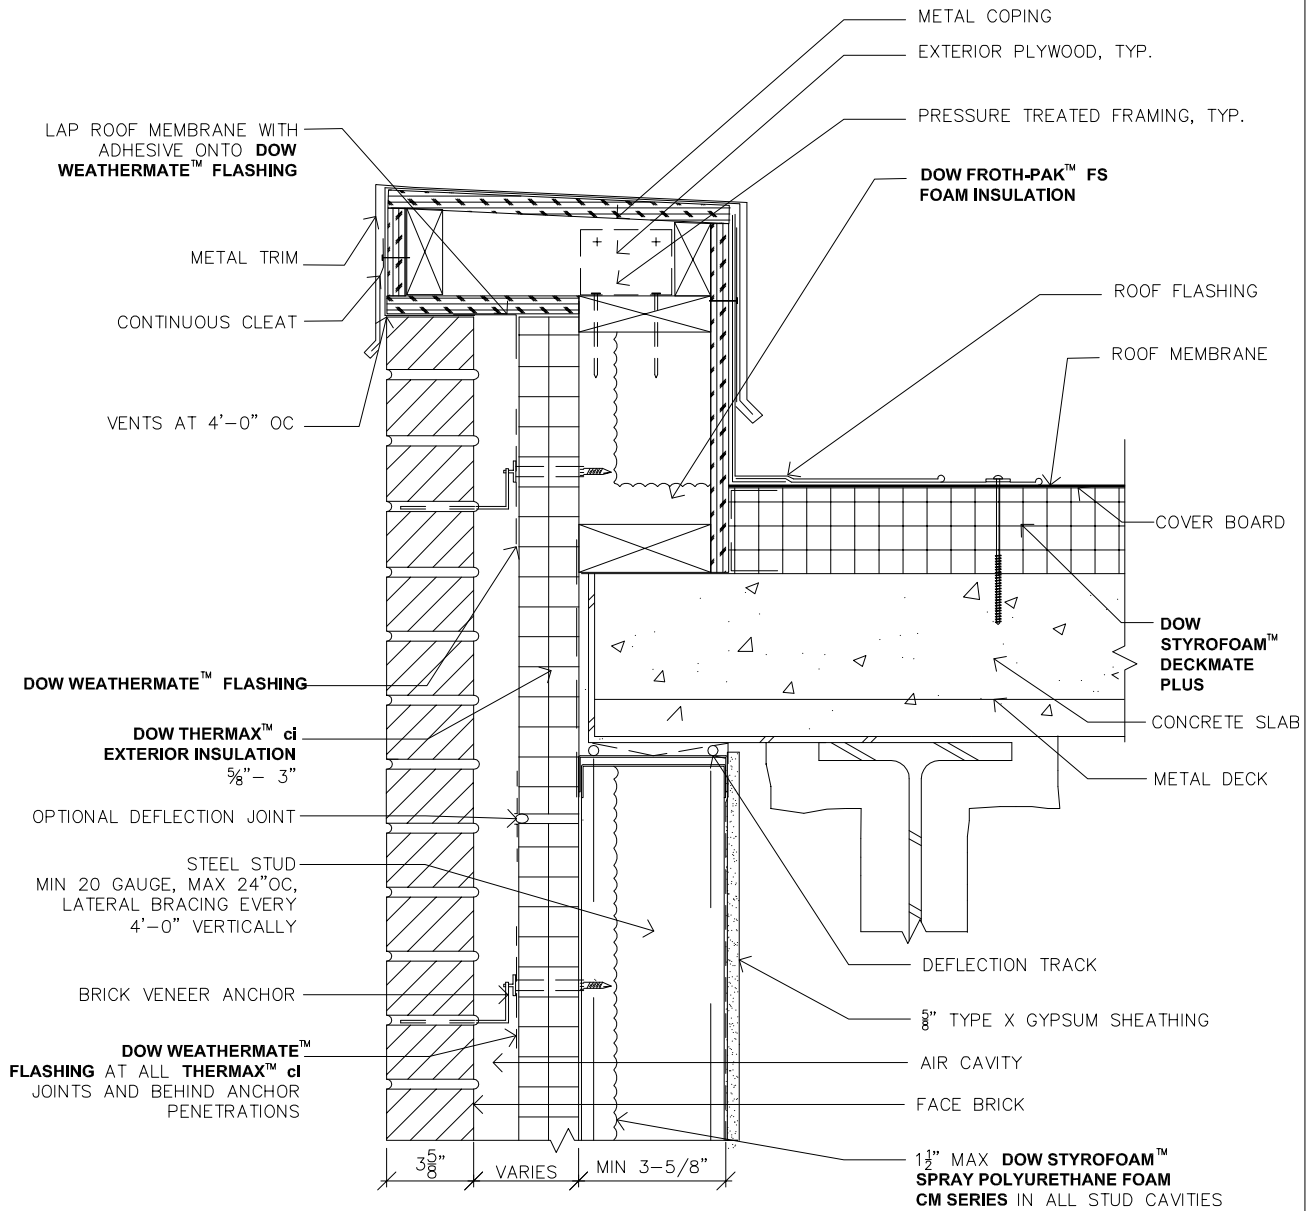 METAL COPING
EXTERIOR PLYWOOD, TYP.
PRESSURE TREATED FRAMING, TYP.
LAP ROOF MEMBRANE WITH
ADHESIVE ONTO DOW
WEATHERMATE™ FLASHING
DOW FROTH-PAK™ FS
FOAM INSULATION
METAL TRIM
ROOF FLASHING
CONTINUOUS CLEAT
ROOF MEMBRANE
VENTS AT 4'-0" OC
COVER BOARD
DOW
STYROFOAM™
DECKMATE
PLUS
DOW WEATHERMATE™ FLASHING
CONCRETE SLAB
DOW THERMAX™ ci
EXTERIOR INSULATION
⅝"- 3"
METAL DECK
OPTIONAL DEFLECTION JOINT
STEEL STUD
MIN 20 GAUGE, MAX 24"OC,
LATERAL BRACING EVERY
4'-0" VERTICALLY
DEFLECTION TRACK
BRICK VENEER ANCHOR
⅝" TYPE X GYPSUM SHEATHING
DOW WEATHERMATE™
FLASHING AT ALL THERMAX™ cI
JOINTS AND BEHIND ANCHOR
PENETRATIONS
AIR CAVITY
FACE BRICK
3⅝"
VARIES
MIN 3-5/8"
1½" MAX DOW STYROFOAM™
SPRAY POLYURETHANE FOAM
CM SERIES IN ALL STUD CAVITIES